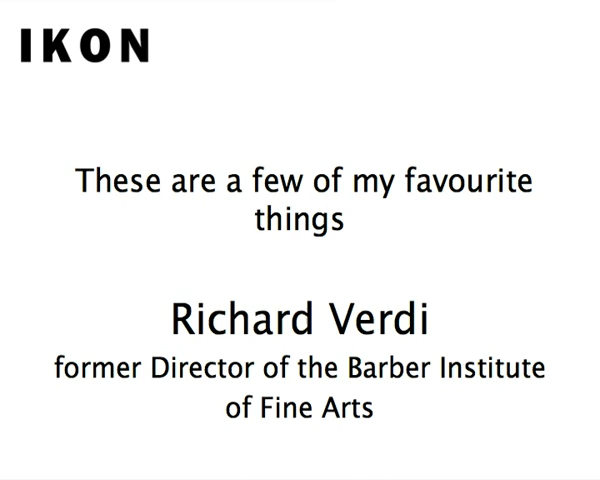 IKON
These are a few of my favourite
things
Richard Verdi
former Director of the Barber Institute
of Fine Arts